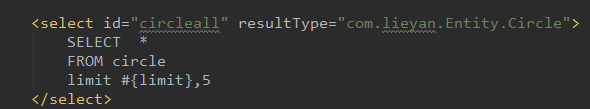 <select id="circleall" resultType="com.lieyan.Entity.Circle">
SELECT  *
FROM circle
limit #{limit},5
</select>